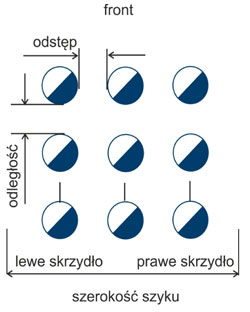 front
odstęp
odległość
lewe skrzydło prawe skrzydło
szerokość szyku